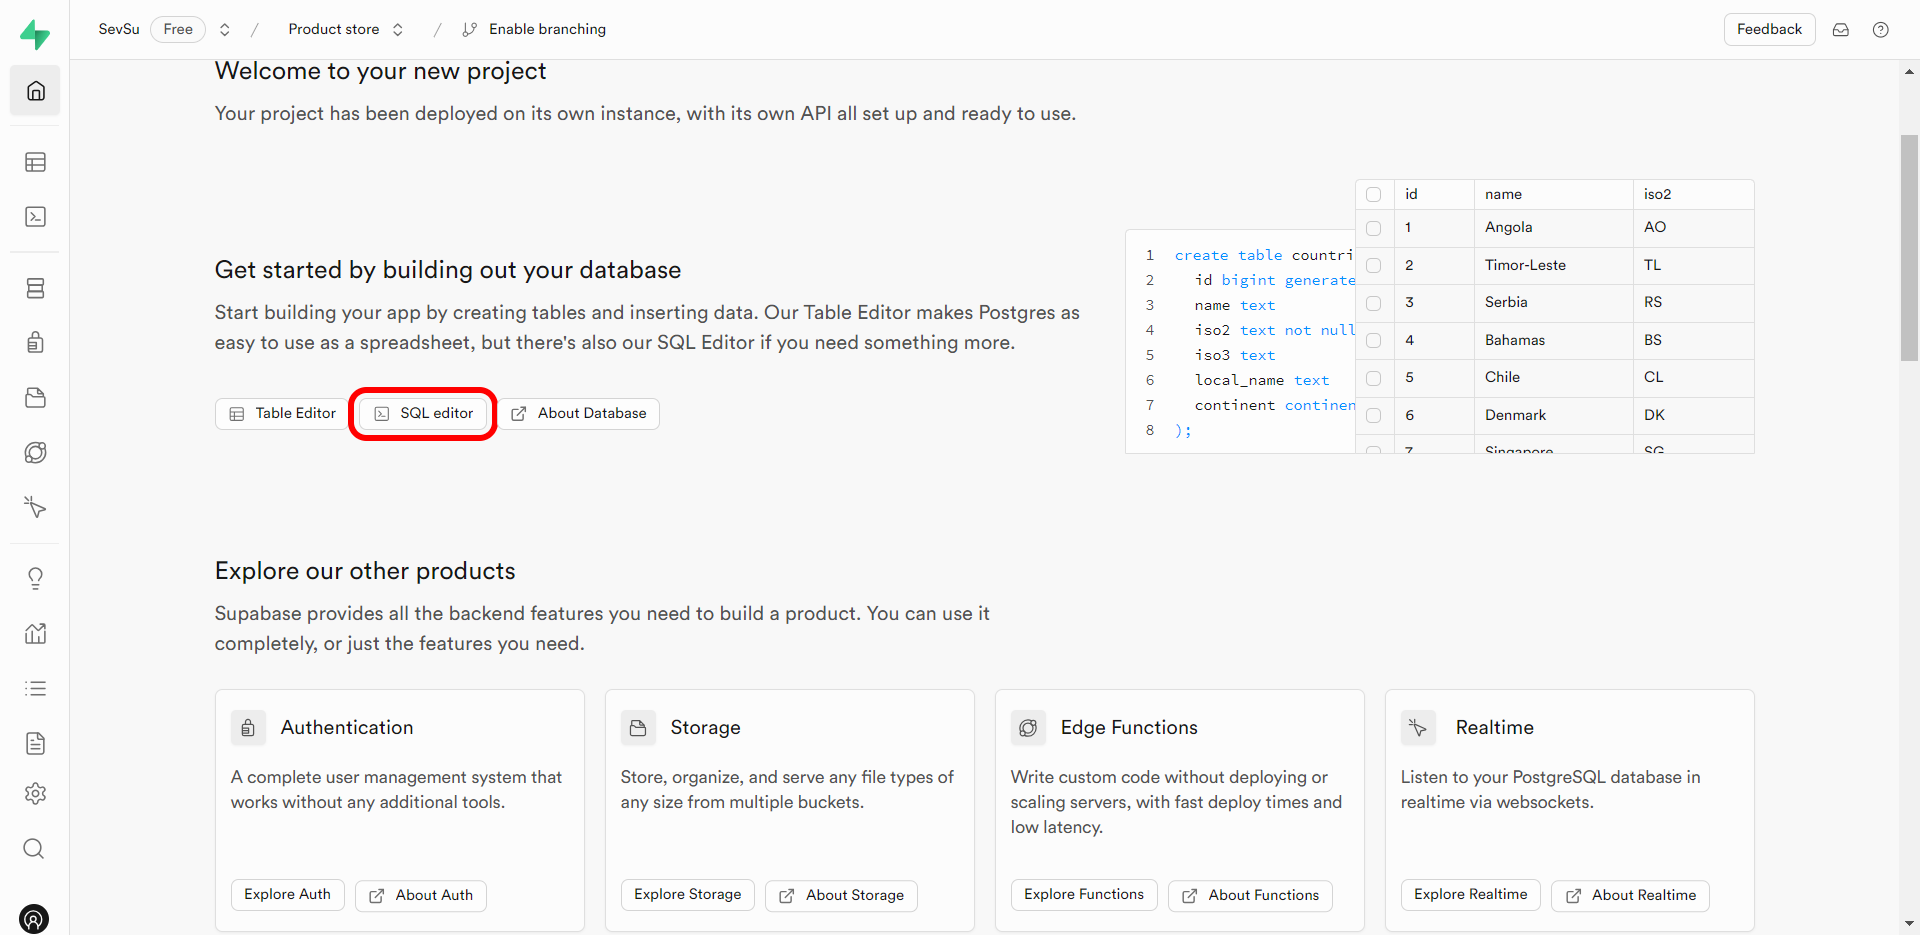 SevSu Free / Product store / Enable branching Feedback
Welcome to your new project
Your project has been deployed on its own instance, with its own API all set up and ready to use.
Get started by building out your database
Start building your app by creating tables and inserting data. Our Table Editor makes Postgres as
easy to use as a spreadsheet, but there's also our SQL Editor if you need something more.
Table Editor SQL editor About Database
1 create table countri
2 id bigint generate
3 name text
4 iso2 text not null
5 iso3 text
6 local_name text
7 continent continen
8 );
id name iso2
1 Angola AO
2 Timor-Leste TL
3 Serbia RS
4 Bahamas BS
5 Chile CL
6 Denmark DK
7 Singapore SG
Explore our other products
Supabase provides all the backend features you need to build a product. You can use it
completely, or just the features you need.
Authentication
A complete user management system that
works without any additional tools.
Explore Auth About Auth
Storage
Store, organize, and serve any file types of
any size from multiple buckets.
Explore Storage About Storage
Edge Functions
Write custom code without deploying or
scaling servers, with fast deploy times and
low latency.
Explore Functions About Functions
Realtime
Listen to your PostgreSQL database in
realtime via websockets.
Explore Realtime About Realtime